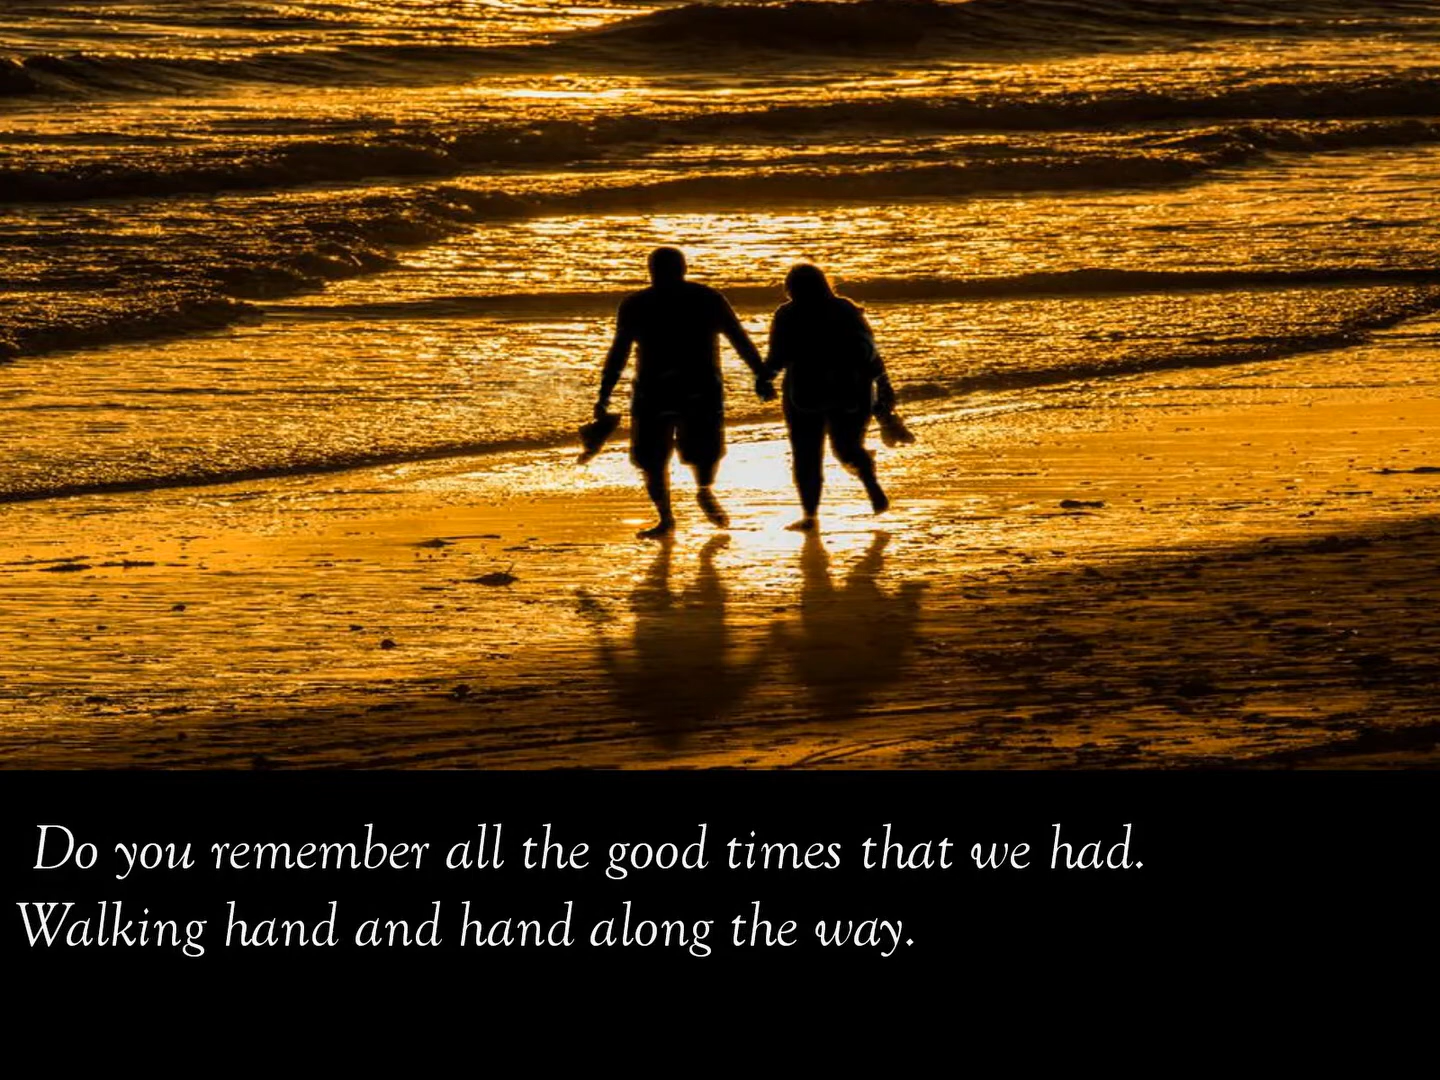 Do you remember all the good times that we had.
Walking hand and hand along the way.